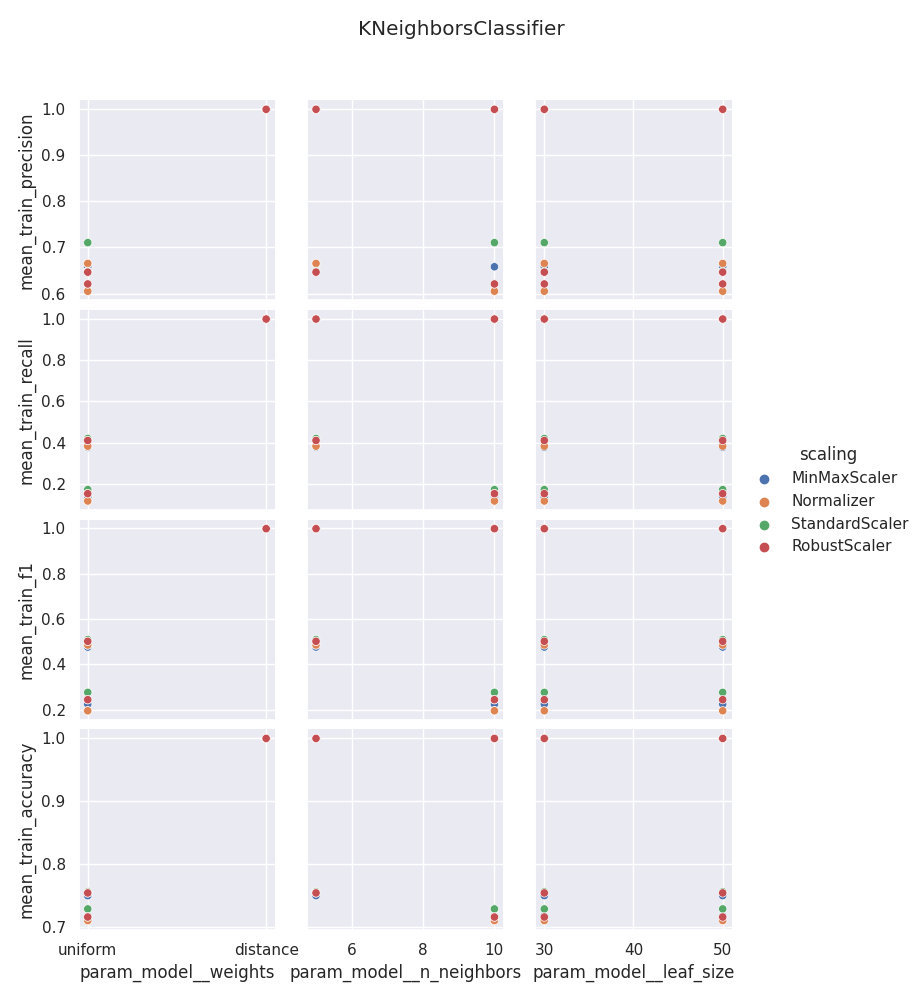 KNeighborsClassifier
mean_train_precision
1.0
0.9
0.8
0.7
0.6
mean_train_recall
1.0
0.8
0.6
0.4
0.2
mean_train_f1
1.0
0.8
0.6
0.4
0.2
mean_train_accuracy
1.0
0.9
0.8
0.7
uniform distance
param_model__weights
6 8 10
param_model__n_neighbors
30 40 50
param_model__leaf_size
scaling
MinMaxScaler
Normalizer
StandardScaler
RobustScaler